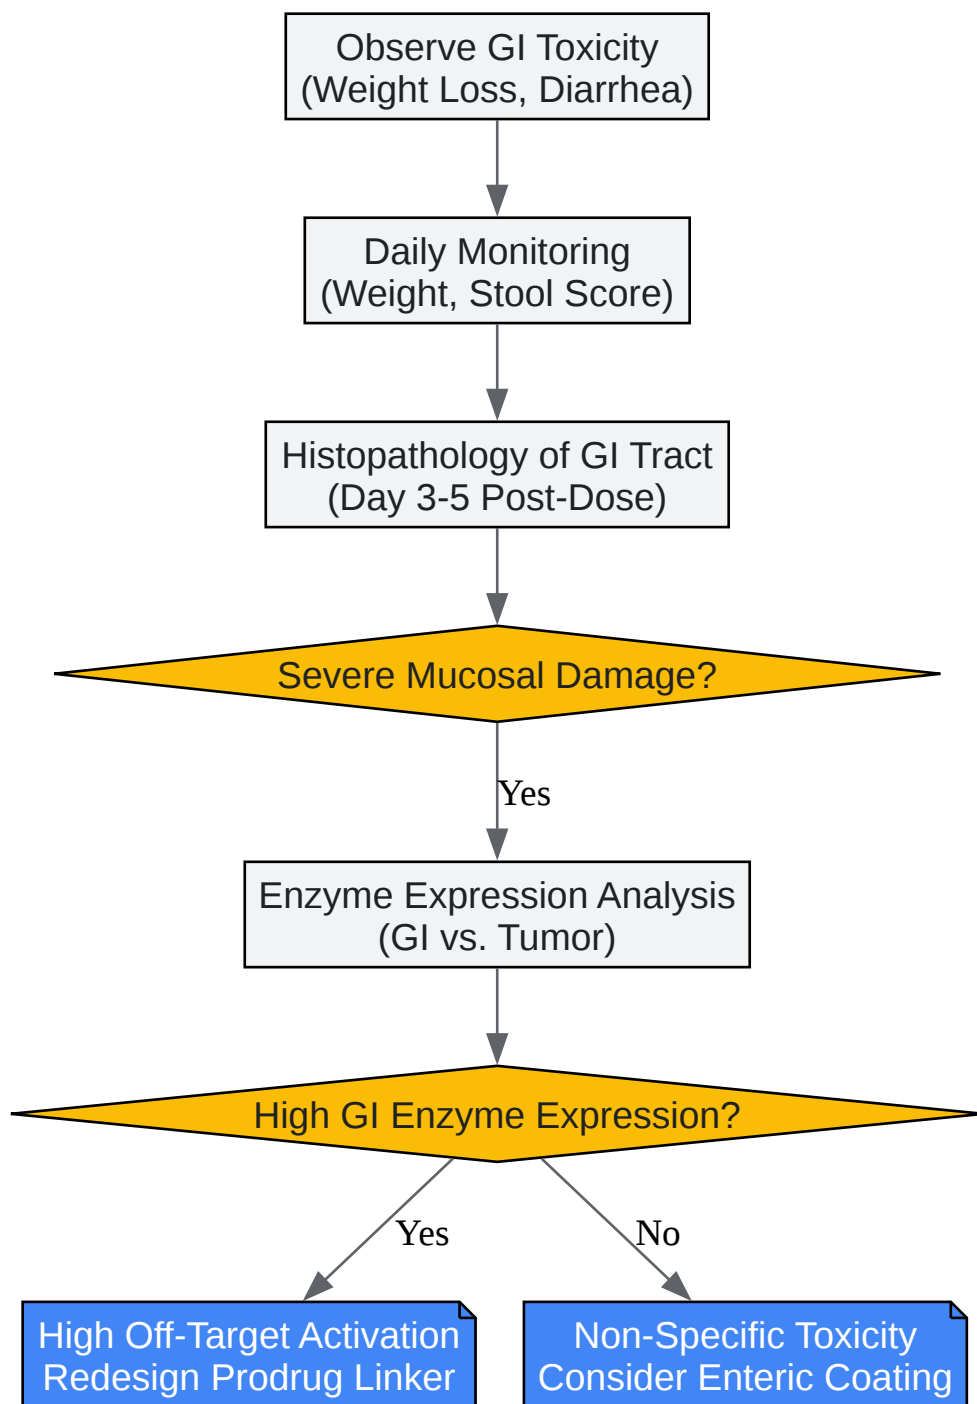 Observe GI Toxicity
(Weight Loss, Diarrhea)
Daily Monitoring
(Weight, Stool Score)
Histopathology of GI Tract
(Day 3-5 Post-Dose)
Severe Mucosal Damage?
Yes
Enzyme Expression Analysis
(GI vs. Tumor)
High GI Enzyme Expression?
Yes
No
High Off-Target Activation
Redesign Prodrug Linker
Non-Specific Toxicity
Consider Enteric Coating